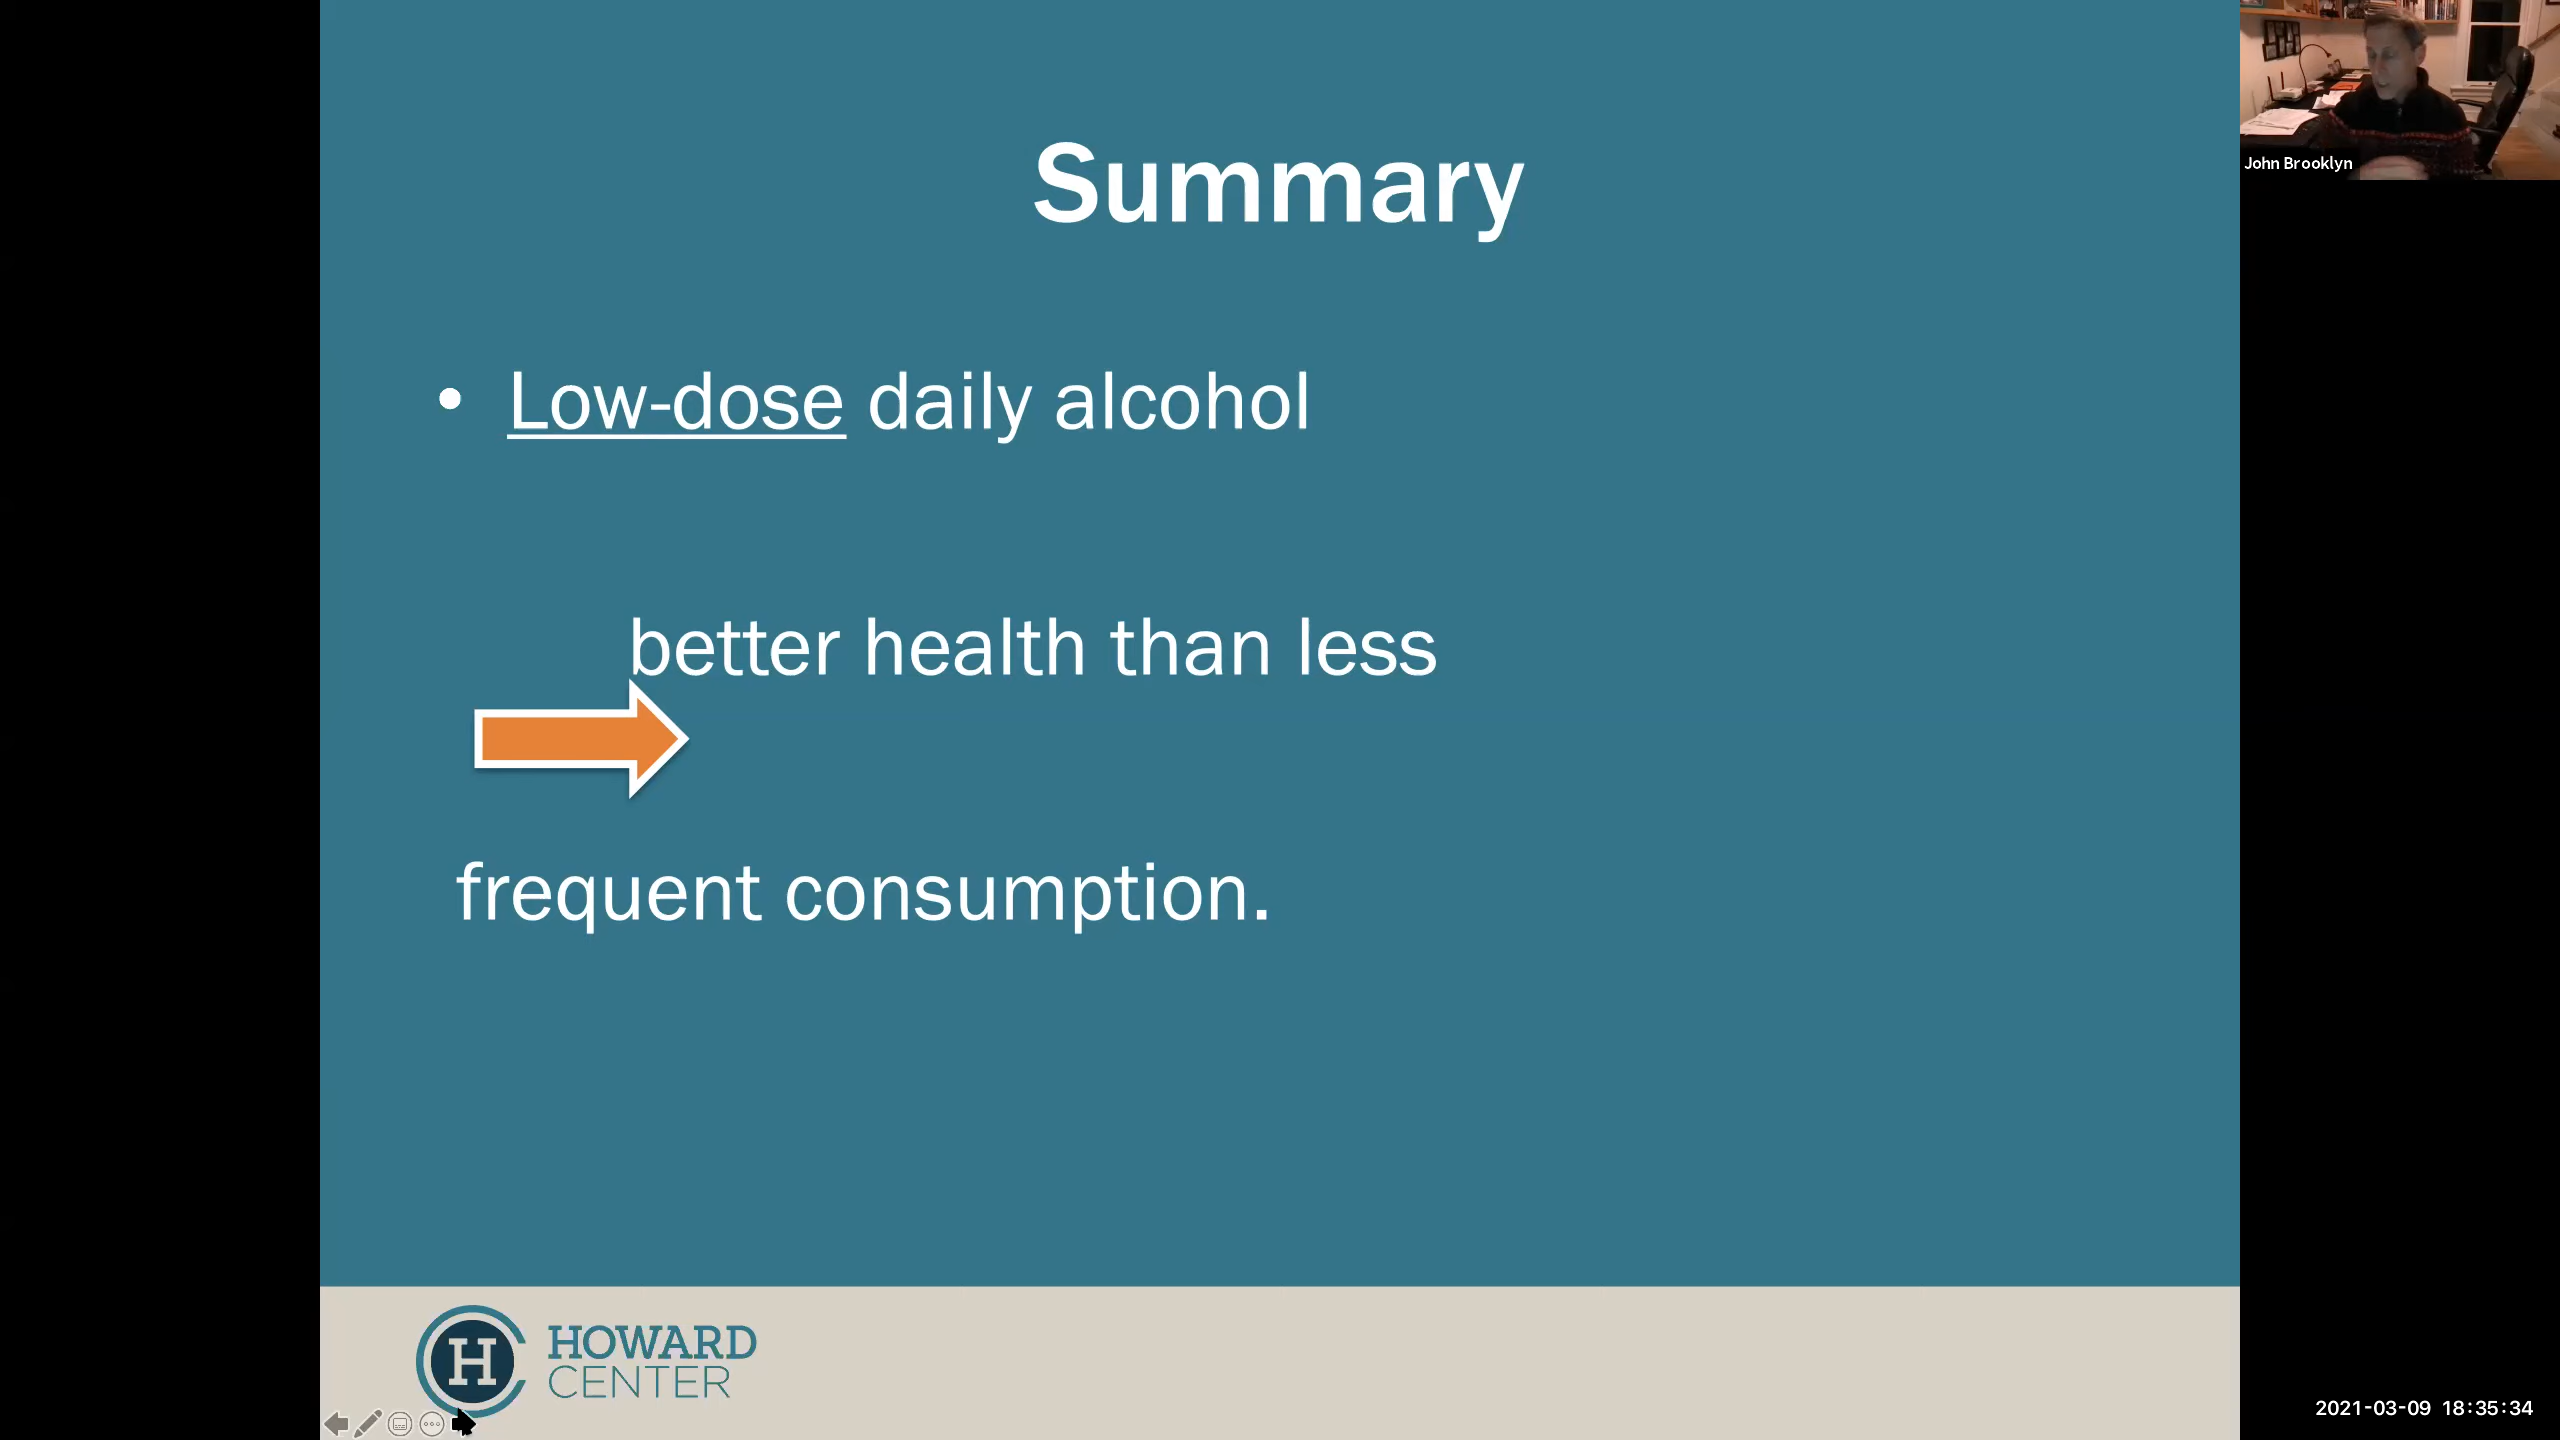 Summary
• Low-dose daily alcohol
better health than less
frequent consumption.
H
HOWARD
CENTER
John Brooklyn
2021-03-09 18:35:34